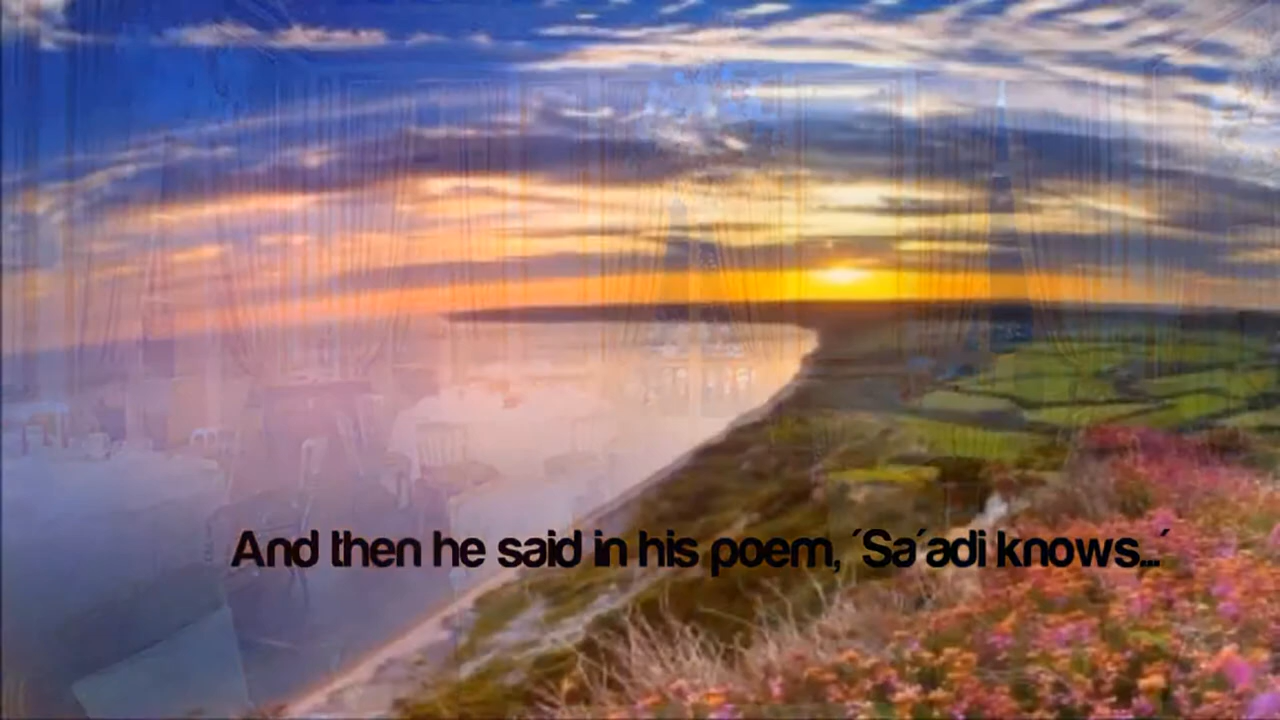 And then he said in his poem, ´Sa´adi knows...´